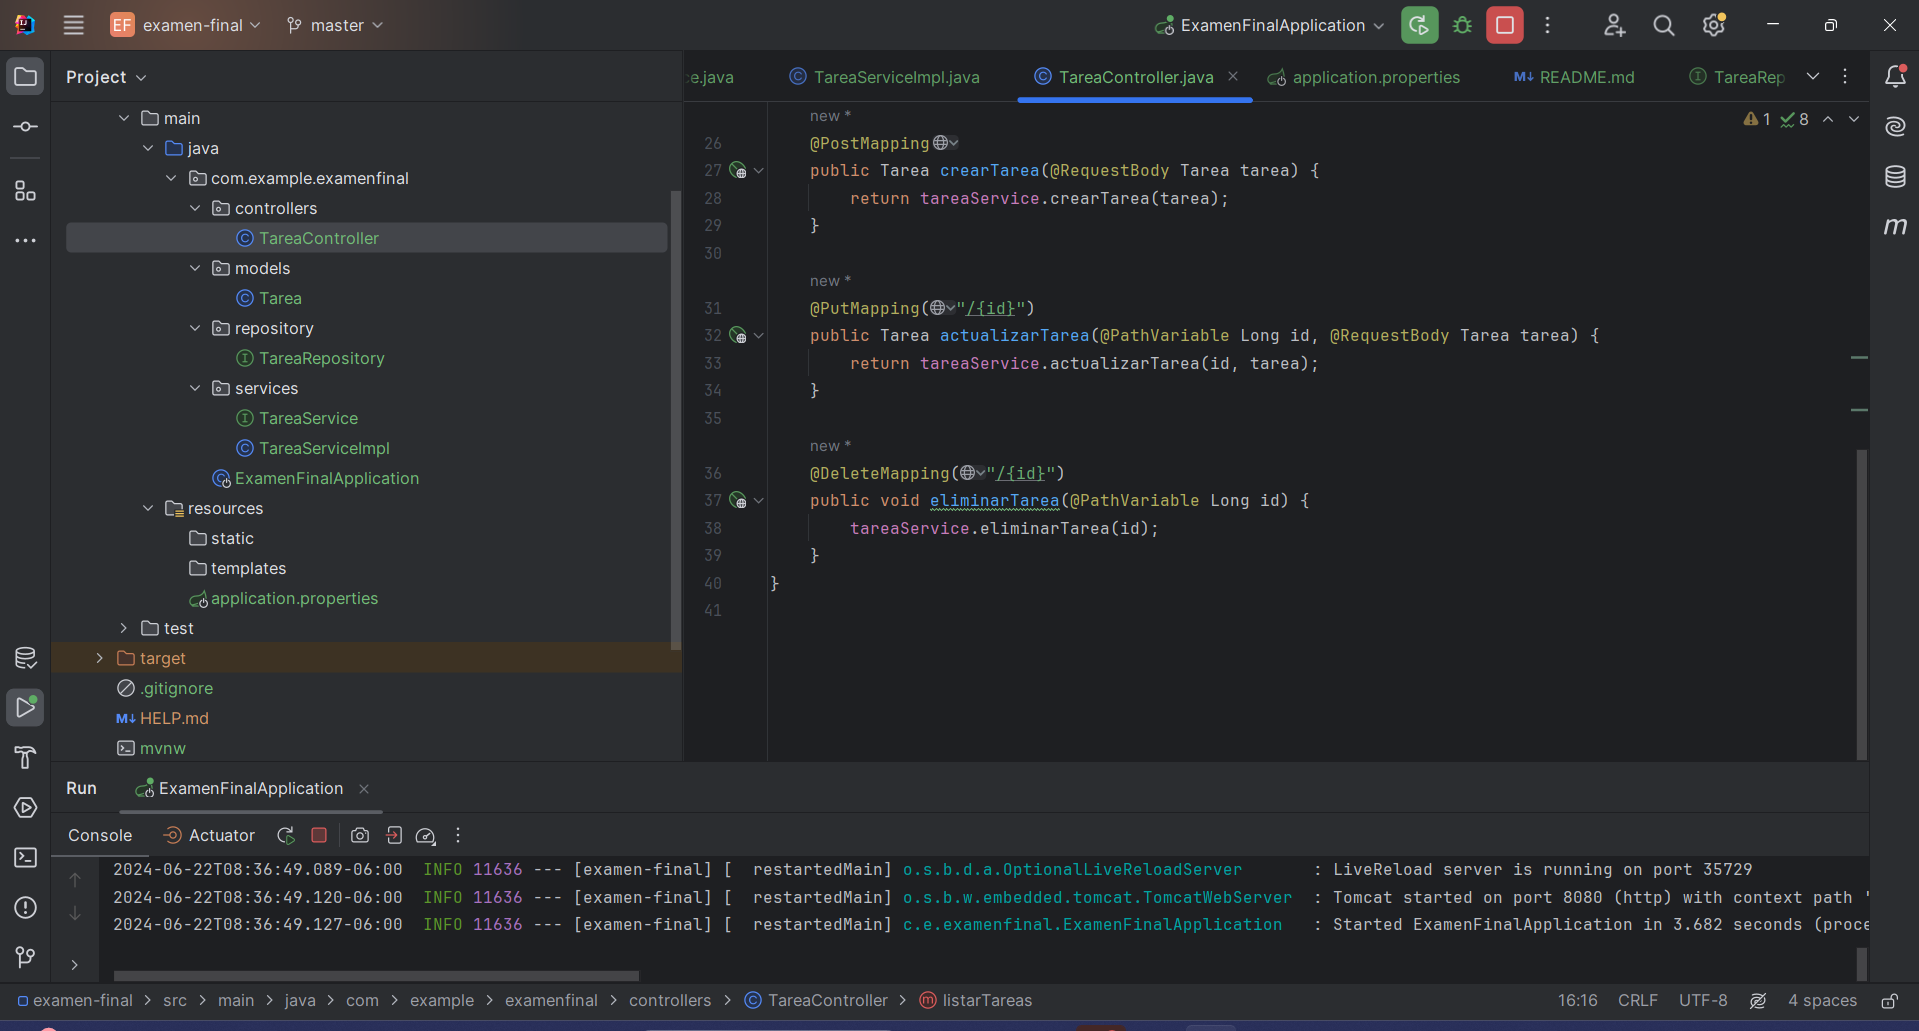 EF examen-final
master
ExamenFinalApplication
Project
main
java
com.example.examenfinal
controllers
TareaController
models
Tarea
repository
TareaRepository
services
TareaService
TareaServiceImpl
ExamenFinalApplication
resources
static
templates
application.properties
test
target
.gitignore
M↓ HELP.md
mvnw
ce.java
TareaServiceImpl.java
TareaController.java
application.properties
M↓ README.md
TareaRep
1 8
new *
26 @PostMapping
27 public Tarea crearTarea(@RequestBody Tarea tarea) {
28 return tareaService.crearTarea(tarea);
29 }
30
new *
31 @PutMapping("/{id}")
32 public Tarea actualizarTarea(@PathVariable Long id, @RequestBody Tarea tarea) {
33 return tareaService.actualizarTarea(id, tarea);
34 }
35
new *
36 @DeleteMapping("/{id}")
37 public void eliminarTarea(@PathVariable Long id) {
38 tareaService.eliminarTarea(id);
39 }
40 }
41
m
Run
ExamenFinalApplication
Console
Actuator
2024-06-22T08:36:49.089-06:00 INFO 11636 --- [examen-final] [ restartedMain] o.s.b.d.a.OptionalLiveReloadServer : LiveReload server is running on port 35729
2024-06-22T08:36:49.120-06:00 INFO 11636 --- [examen-final] [ restartedMain] o.s.b.w.embedded.tomcat.TomcatWebServer : Tomcat started on port 8080 (http) with context path '
2024-06-22T08:36:49.127-06:00 INFO 11636 --- [examen-final] [ restartedMain] c.e.examenfinal.ExamenFinalApplication : Started ExamenFinalApplication in 3.682 seconds (proce
examen-final > src > main > java > com > example > examenfinal > controllers > TareaController > listarTareas
16:16 CRLF UTF-8 4 spaces